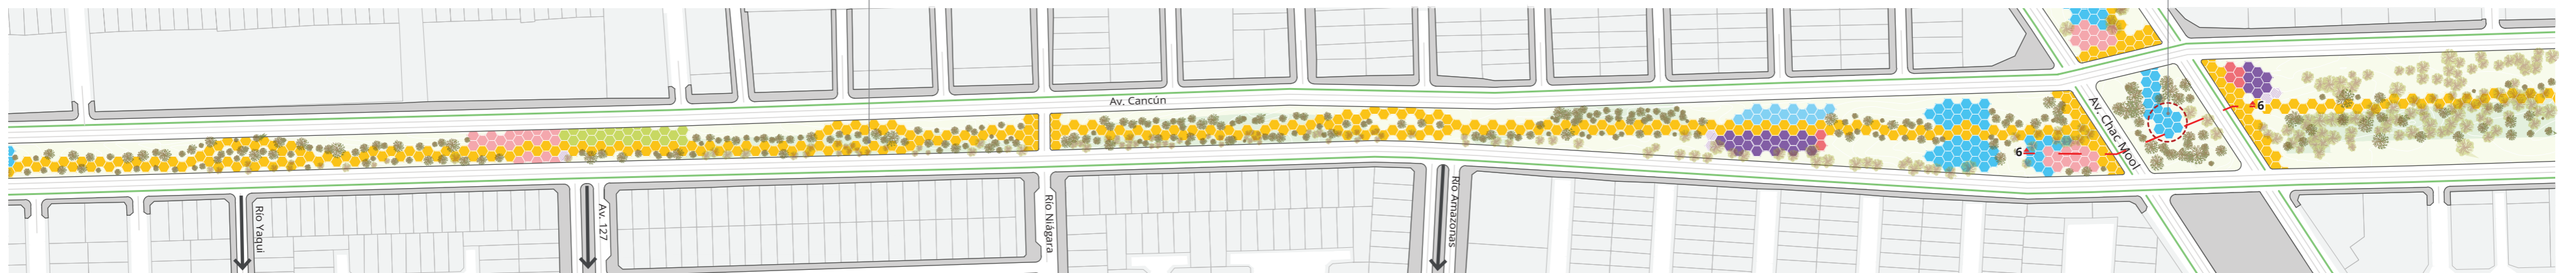 Av. Cancún
6
Av. Chac Mool
6
Río Yaqui
Av. 127
Río Niágara
Río Amazonas